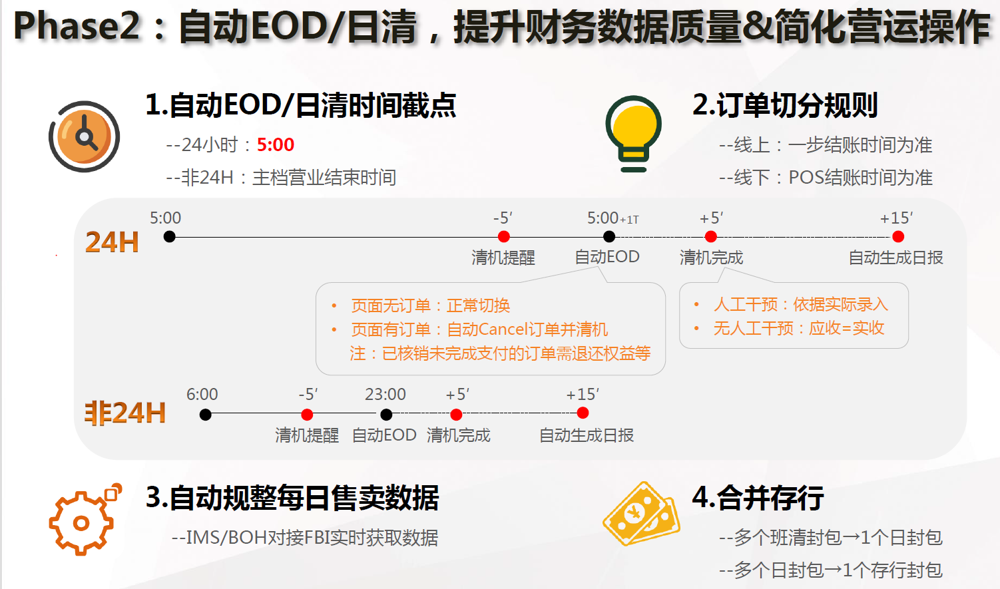 Phase2：自动EOD/日清，提升财务数据质量&简化营运操作
1.自动EOD/日清时间截点
--24小时：5:00
--非24H：主档营业结束时间
2.订单切分规则
--线上：一步结账时间为准
--线下：POS结账时间为准
24H
5:00
-5′
5:00+1T
+5′
+15′
清机提醒
自动EOD
清机完成
自动生成日报
• 页面无订单：正常切换
• 页面有订单：自动Cancel订单并清机
注：已核销未完成支付的订单需退还权益等
• 人工干预：依据实际录入
• 无人工干预：应收=实收
非24H
6:00
-5′
23:00
+5′
+15′
清机提醒
自动EOD
清机完成
自动生成日报
3.自动规整每日售卖数据
--IMS/BOH对接FBI实时获取数据
4.合并存行
--多个班清封包→1个日封包
--多个日封包→1个存行封包